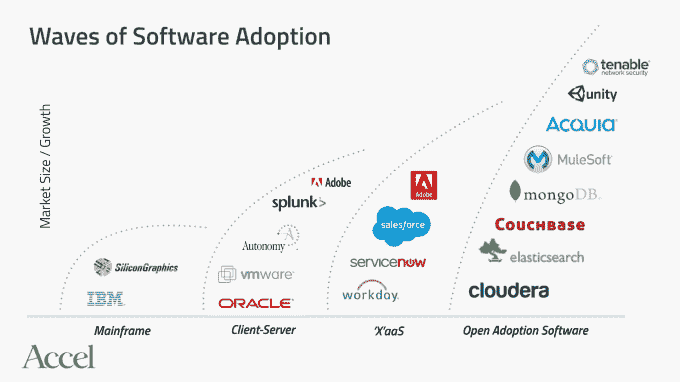 Waves of Software Adoption
Market Size / Growth
SiliconGraphics
IBM
Adobe
splunk>
Autonomy
vmware
ORACLE
Adobe
salesforce
servicenow
workday
tenable
network security
unity
ACQUIA
MuleSoft
mongoDB
COUCHBASE
elasticsearch
cloudera
Mainframe
Client-Server
'X'aaS
Open Adoption Software
Accel